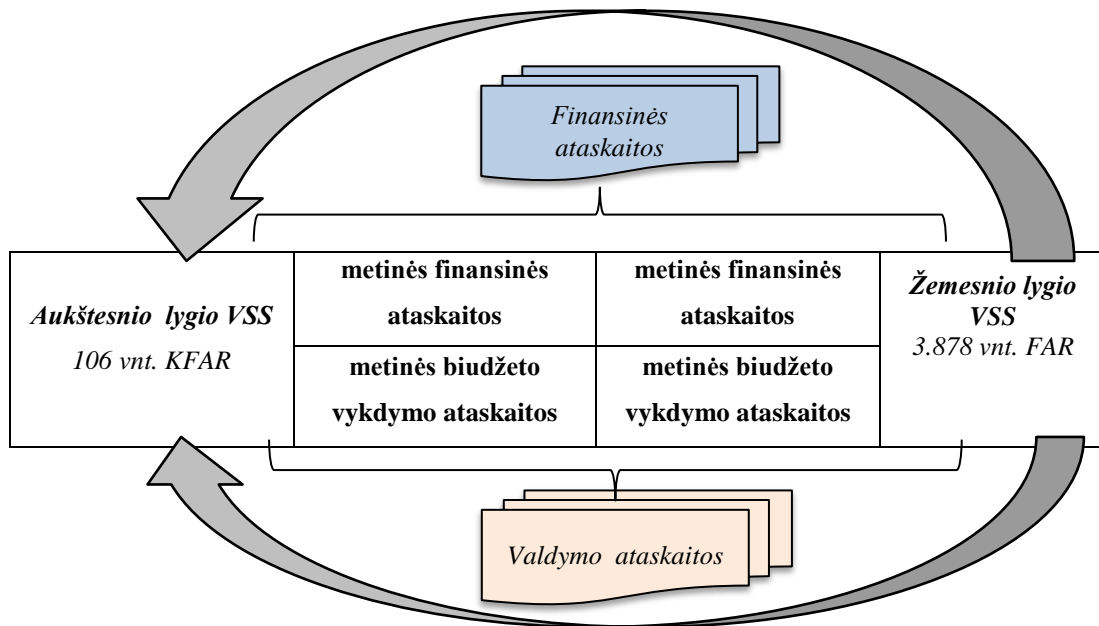 Finansinės
ataskaitos
Aukštesnio lygio VSS
106 vnt. KFAR
metinės finansinės
ataskaitos
metinės finansinės
ataskaitos
Žemesnio lygio
VSS
3.878 vnt. FAR
metinės biudžeto
vykdymo ataskaitos
metinės biudžeto
vykdymo ataskaitos
Valdymo ataskaitos